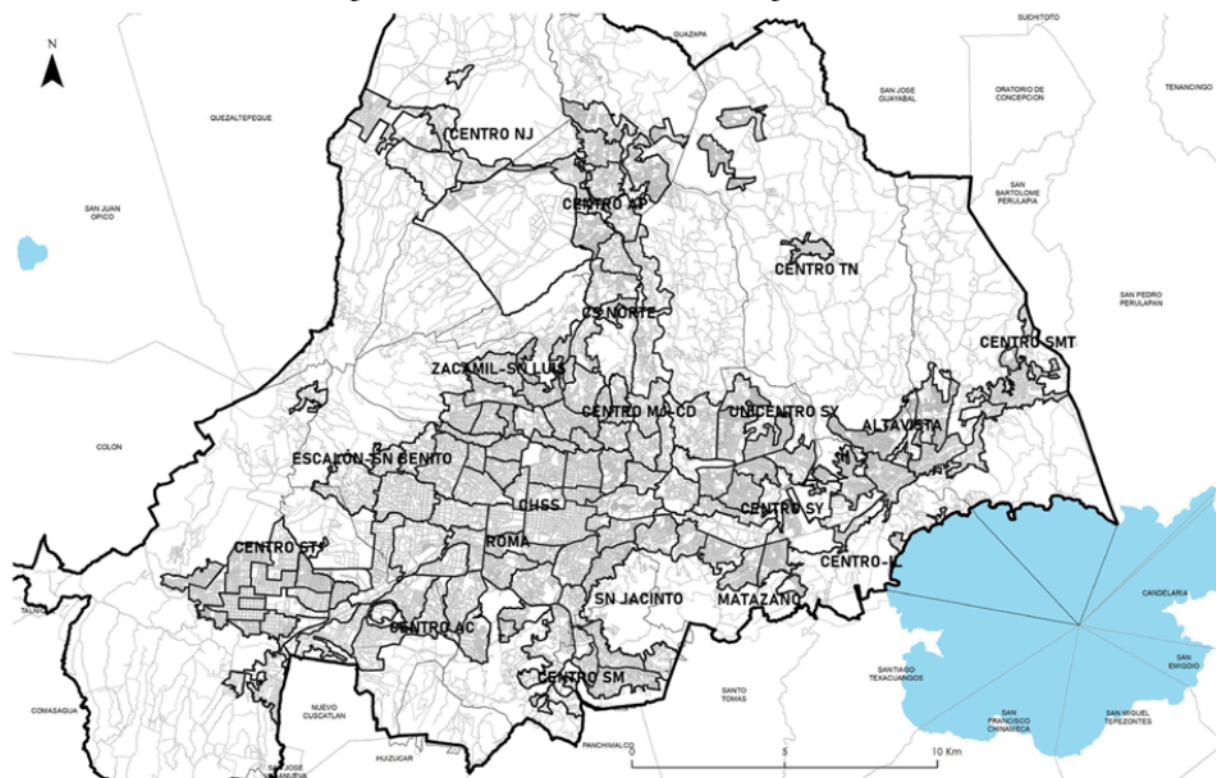 N
SUCHITOTO
GUAZAPA
SAN JOSE
GUAYABAL
ORATORIO DE
CONCEPCION
TENANCINGO
QUEZALTEPEQUE
CENTRO NJ
SAN
BARTOLOME
PERULAPIA
SAN JUAN
OPICO
CENTRO AP
CENTRO TN
SAN PEDRO
PERULAPAN
CS NORTE
CENTRO SMT
ZACAMIL-SN LUIS
CENTRO MJ-CD
UNICENTRO SY
ALTAVISTA
COLON
ESCALÓN-SN BENITO
CHSS
CENTRO SY
ROMA
CENTRO ST
CENTRO-IL
SN JACINTO
MATAZANO
CANDELARIA
CENTRO AC
SAN
EMIGDIO
CENTRO SM
SANTIAGO
TEXACUANGOS
SANTO
TOMAS
COMASAGUA
NUEVO
CUSCATLAN
SAN
FRANCISCO
CHINAMECA
SAN MIGUEL
TEPEZONTES
PANCHIMALCO
HUIZUCAR
0 5 10 Km
SAN JOSE